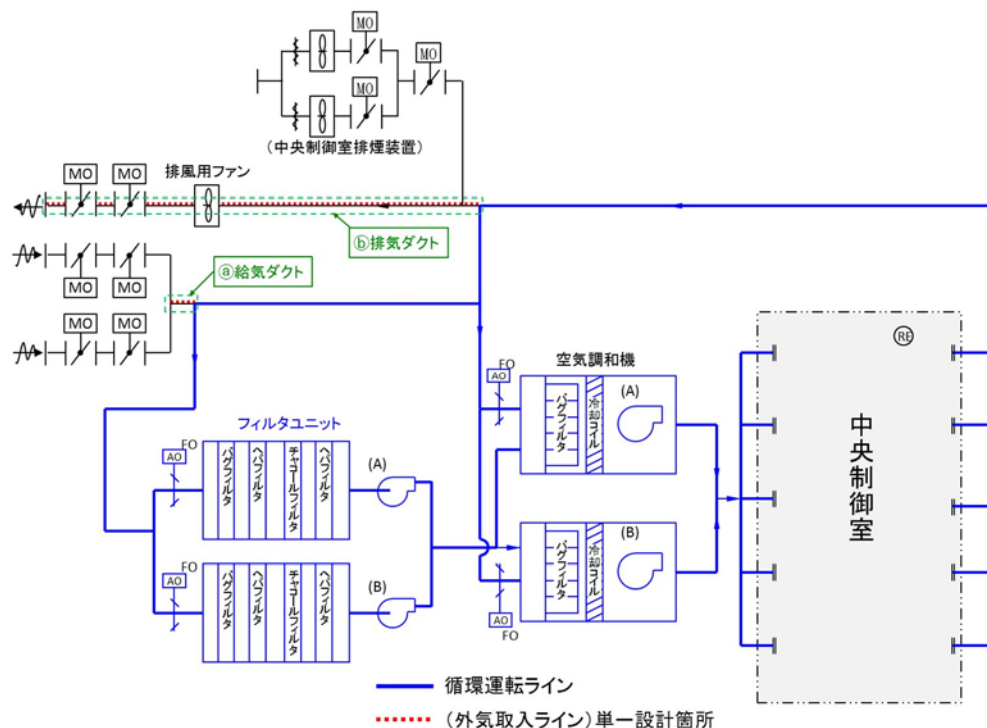 MO
MO
MO
(中央制御室排煙装置)
排風用ファン
MO
MO
ⓑ排気ダクト
ⓐ給気ダクト
MO
MO
MO
MO
空気調和機
FO
AO
バグフィルタ
冷却コイル
(A)
RE
中央制御室
フィルタユニット
FO
AO
バグフィルタ
ヘパフィルタ
チャコールフィルタ
ヘパフィルタ
(A)
バグフィルタ
冷却コイル
(B)
AO
FO
FO
AO
バグフィルタ
ヘパフィルタ
チャコールフィルタ
ヘパフィルタ
(B)
循環運転ライン
(外気取入ライン)単一設計箇所